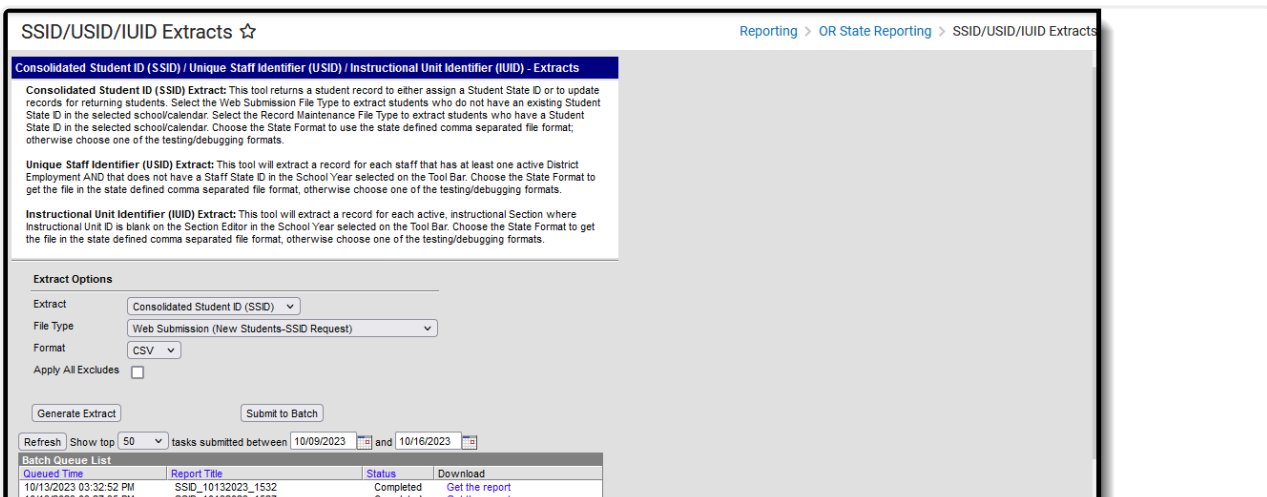 SSID/USID/IUID Extracts ☆
Reporting > OR State Reporting > SSID/USID/IUID Extracts
Consolidated Student ID (SSID) / Unique Staff Identifier (USID) / Instructional Unit Identifier (IUID) - Extracts
Consolidated Student ID (SSID) Extract: This tool returns a student record to either assign a Student State ID or to update
records for returning students. Select the Web Submission File Type to extract students who do not have an existing Student
State ID in the selected school/calendar. Select the Record Maintenance File Type to extract students who have a Student
State ID in the selected school/calendar. Choose the State Format to use the state defined comma separated file format;
otherwise choose one of the testing/debugging formats.
Unique Staff Identifier (USID) Extract: This tool will extract a record for each staff that has at least one active District
Employment AND that does not have a Staff State ID in the School Year selected on the Tool Bar. Choose the State Format to
get the file in the state defined comma separated file format, otherwise choose one of the testing/debugging formats.
Instructional Unit Identifier (IUID) Extract: This tool will extract a record for each active, instructional Section where
Instructional Unit ID is blank on the Section Editor in the School Year selected on the Tool Bar. Choose the State Format to get
the file in the state defined comma separated file format, otherwise choose one of the testing/debugging formats.
Extract Options
Extract Consolidated Student ID (SSID)
File Type Web Submission (New Students-SSID Request)
Format CSV
Apply All Excludes
Generate Extract Submit to Batch
Refresh Show top 50 tasks submitted between 10/09/2023 and 10/16/2023
Batch Queue List
Queued Time Report Title Status Download
10/13/2023 03:32:52 PM SSID_10132023_1532 Completed Get the report